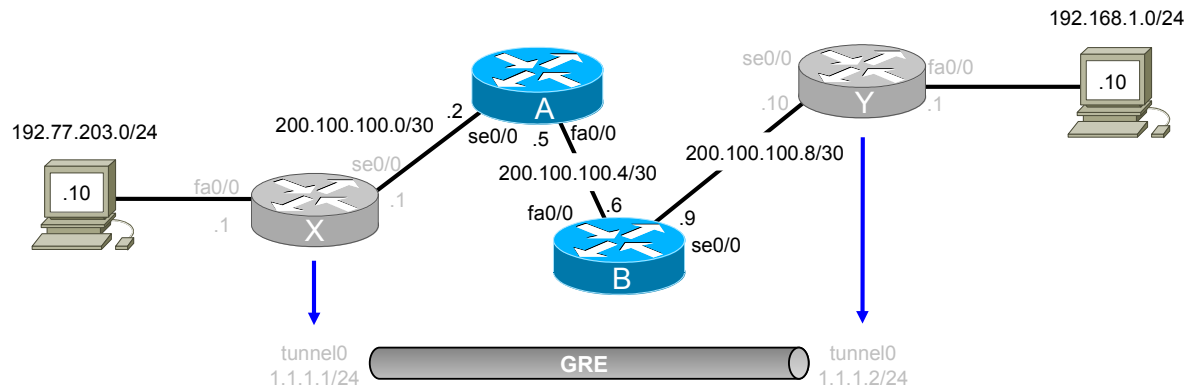 192.168.1.0/24
se0/0
fa0/0
.10
.10
Y
.1
A
.2
200.100.100.0/30
se0/0
.5
fa0/0
192.77.203.0/24
200.100.100.8/30
se0/0
200.100.100.4/30
fa0/0
.10
.1
.1
X
fa0/0
.6
.9
se0/0
B
tunnel0
1.1.1.1/24
GRE
tunnel0
1.1.1.2/24